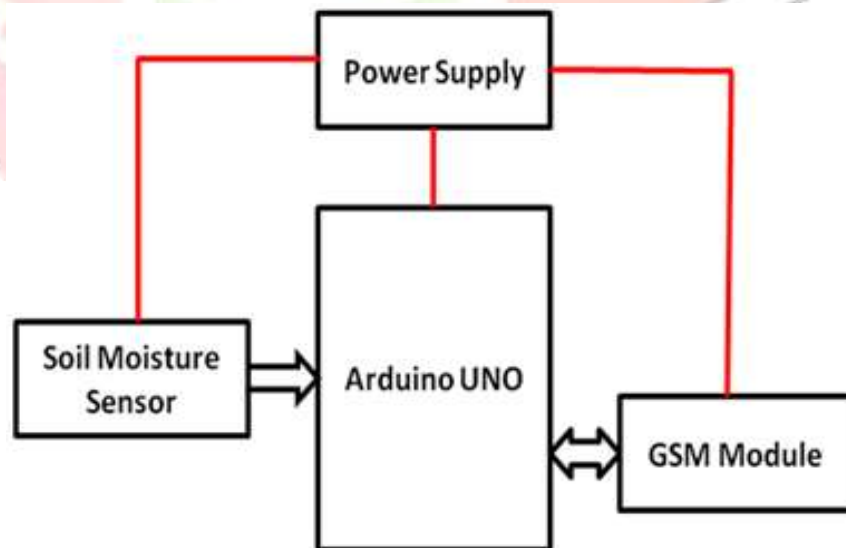 Power Supply
Soil Moisture
Sensor
Arduino UNO
GSM Module